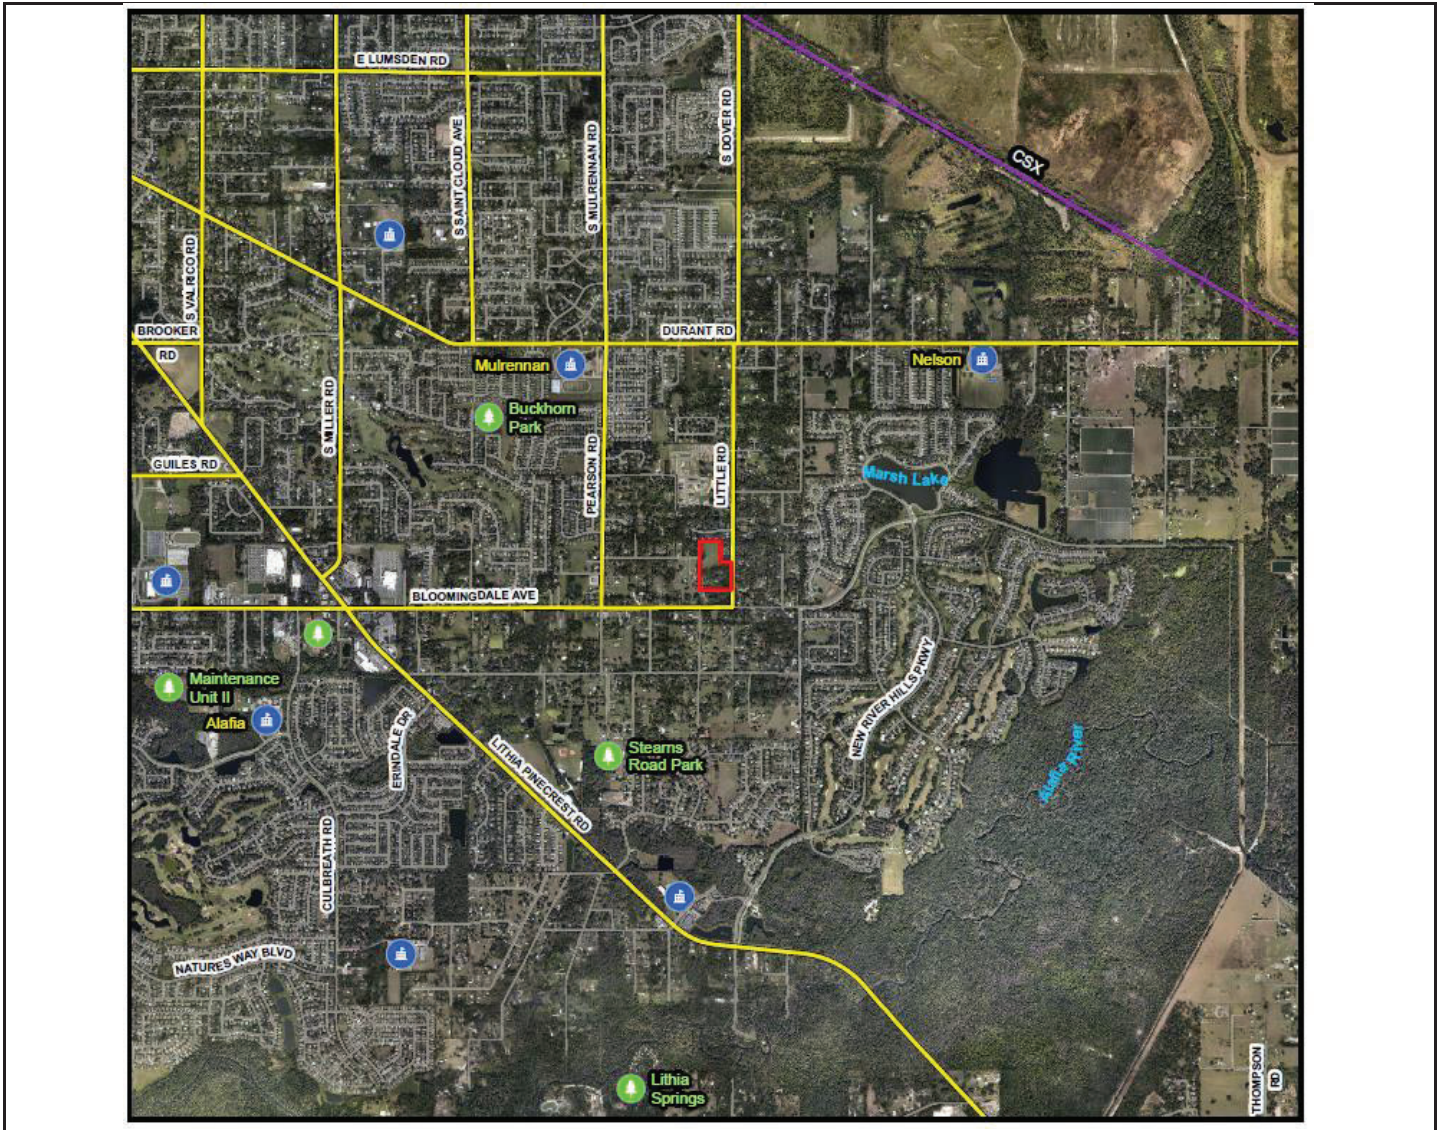 E LUMSDEN RD
S VALRICO RD
S SAINT CLOUD AVE
S MULRENNAN RD
S DOVER RD
CSX
BROOKER
RD
DURANT RD
Mulrennan
Nelson
Buckhorn
Park
S MILLER RD
PEARSON RD
LITTLE RD
GUILES RD
Marsh Lake
BLOOMINGDALE AVE
Maintenance
Unit II
Alafia
ERINDALE DR
LITHIA PINECREST RD
Stearns
Road Park
NEW RIVER HILLS PKWY
Alafia River
CULBREATH RD
NATURES WAY BLVD
Lithia
Springs
THOMPSON
RD